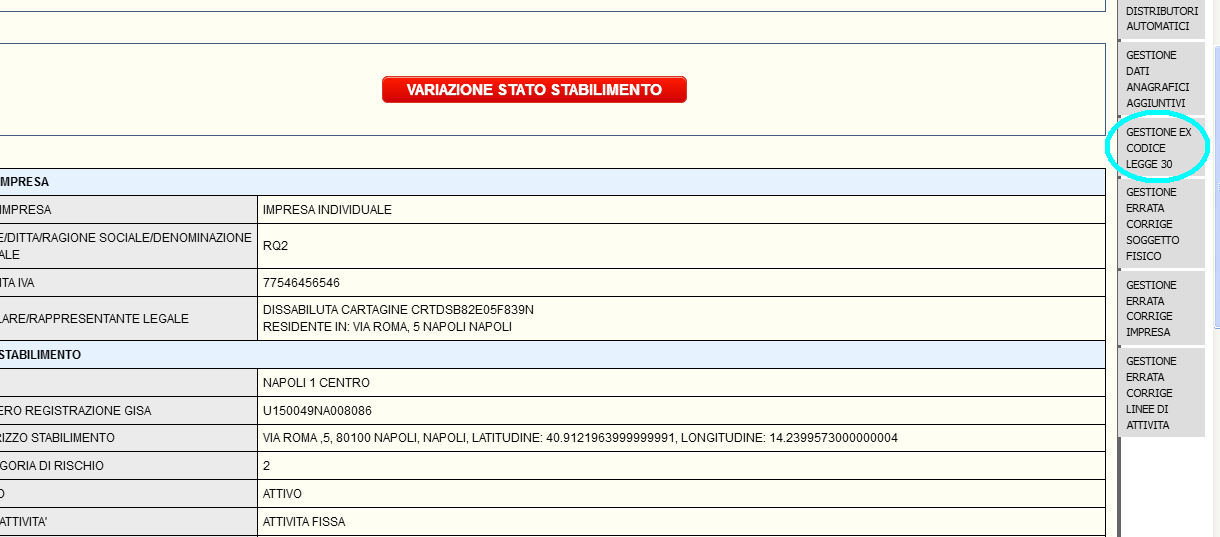 DISTRIBUTORI
AUTOMATICI
GESTIONE
DATI
ANAGRAFICI
AGGIUNTIVI
VARIAZIONE STATO STABILIMENTO
GESTIONE EX
CODICE
LEGGE 30
IMPRESA
IMPRESA IMPRESA INDIVIDUALE
E/DITTA/RAGIONE SOCIALE/DENOMINAZIONE
ALE
RQ2
ITA IVA 77546456546
LARE/RAPPRESENTANTE LEGALE
DISSABILUTA CARTAGINE CRTDSB82E05F839N
RESIDENTE IN: VIA ROMA, 5 NAPOLI NAPOLI
STABILIMENTO
NAPOLI 1 CENTRO
ERO REGISTRAZIONE GISA U150049NA008086
RIZZO STABILIMENTO VIA ROMA ,5, 80100 NAPOLI, NAPOLI, LATITUDINE: 40.9121963999999991, LONGITUDINE: 14.2399573000000004
GORIA DI RISCHIO 2
O ATTIVO
ATTIVITA' ATTIVITA FISSA
GESTIONE
ERRATA
CORRIGE
SOGGETTO
FISICO
GESTIONE
ERRATA
CORRIGE
IMPRESA
GESTIONE
ERRATA
CORRIGE
LINEE DI
ATTIVITA